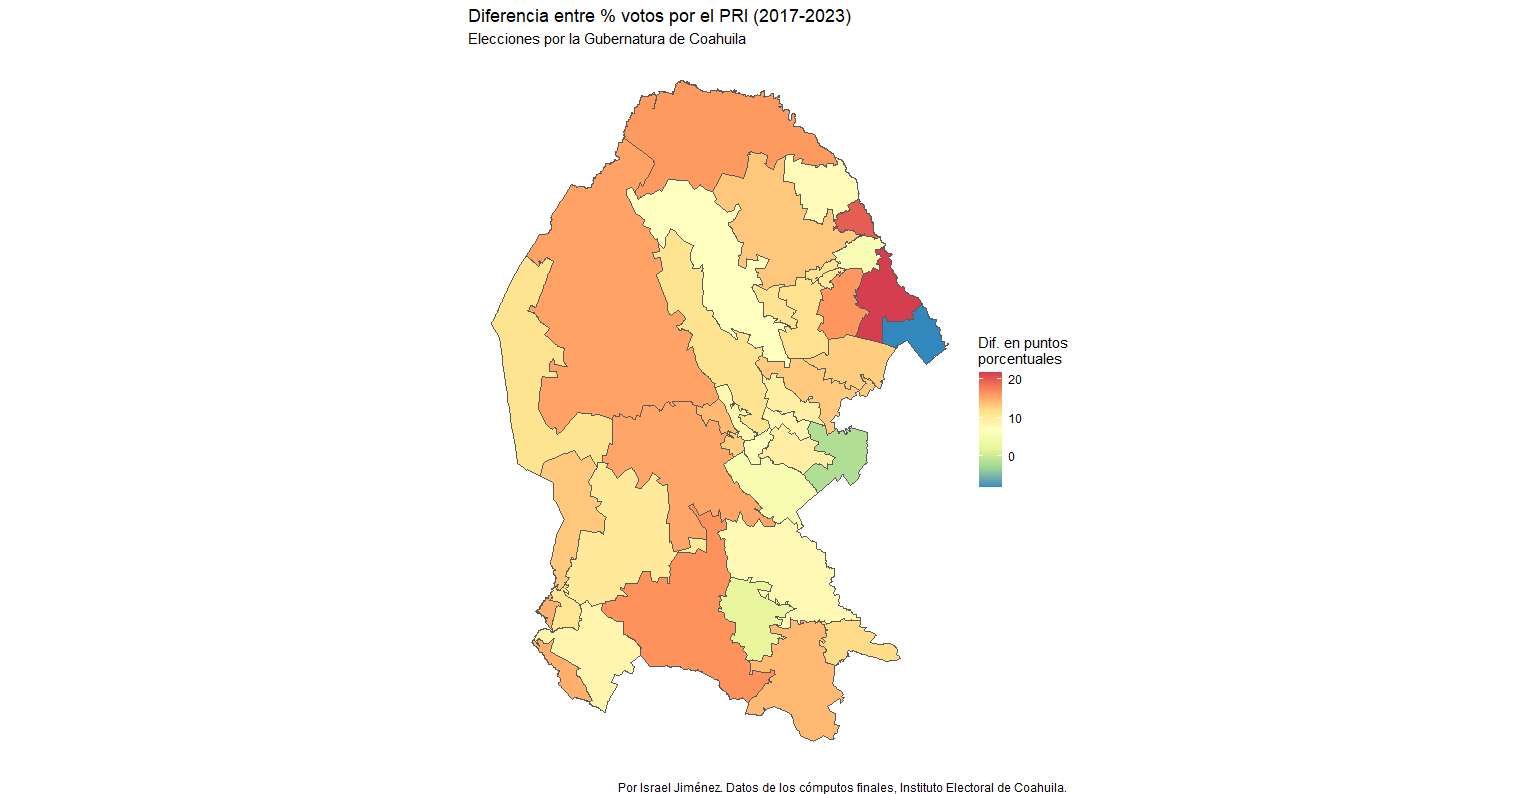 Diferencia entre % votos por el PRI (2017-2023)
Elecciones por la Gubernatura de Coahuila
Dif. en puntos
porcentuales
20
10
0
Por Israel Jiménez. Datos de los cómputos finales, Instituto Electoral de Coahuila.